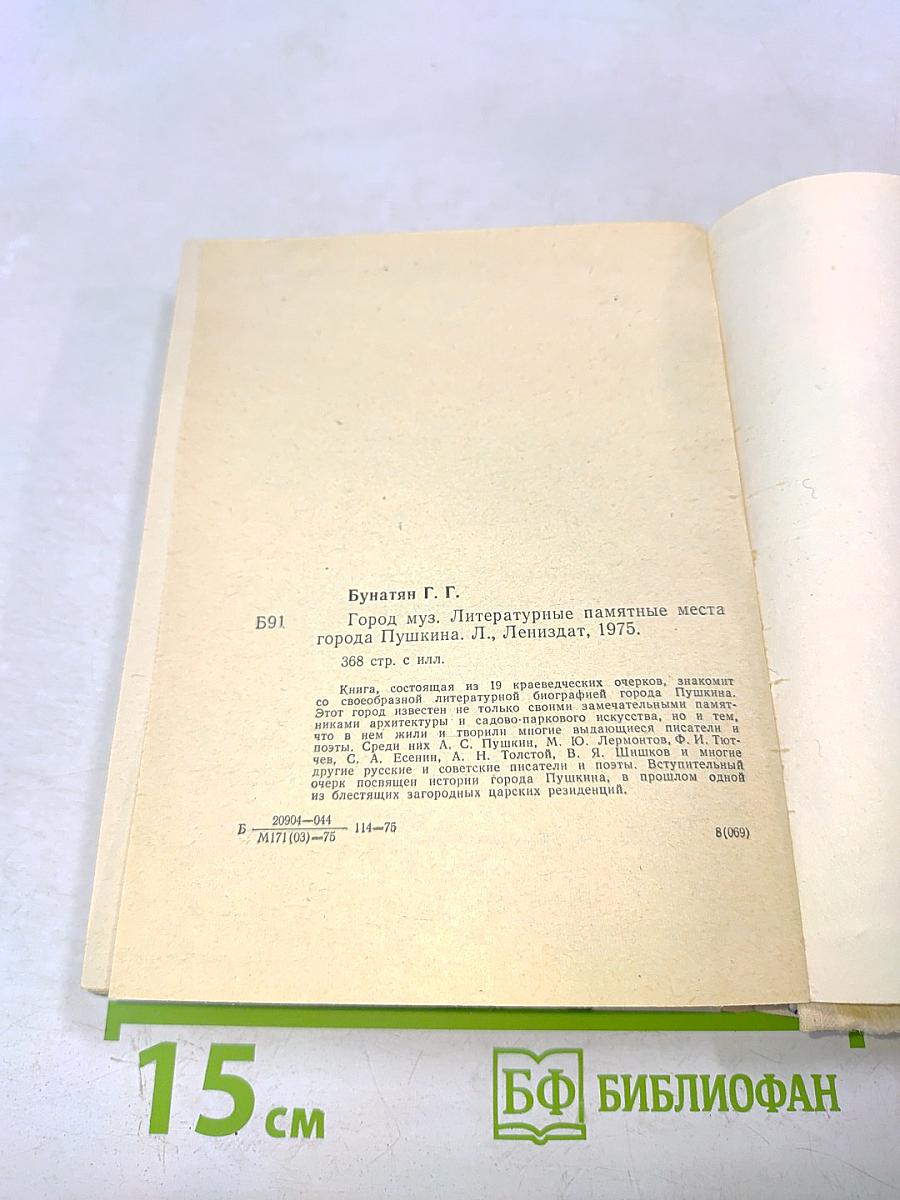 Бунатян Г. Г.
Б91 Город муз. Литературные памятные места
города Пушкина. Л., Лениздат, 1975.
368 стр. с илл.
Книга, состоящая из 19 краеведческих очерков, знакомит
со своеобразной литературной биографией города Пушкина.
Этот город известен не только своими замечательными памят-
никами архитектуры и садово-паркового искусства, но и тем,
что в нем жили и творили многие выдающиеся писатели и
поэты. Среди них А. С. Пушкин, М. Ю. Лермонтов, Ф. И. Тют-
чев, С. А. Есенин, А. Н. Толстой, В. Я. Шишков и многие
другие русские и советские писатели и поэты. Вступительный
очерк посвящен истории города Пушкина, в прошлом одной
из блестящих загородных царских резиденций.
20904—044
Б 114—75
М171(03)—75
8(069)
15 см
БФ БИБЛИОФАН